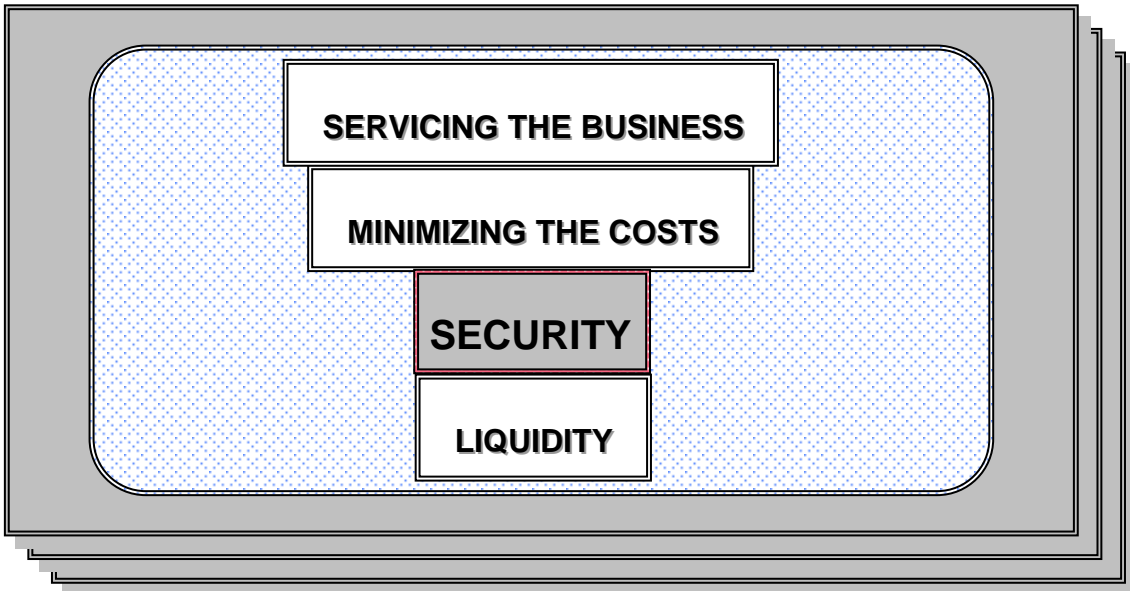 SERVICING THE BUSINESS
MINIMIZING THE COSTS
SECURITY
LIQUIDITY